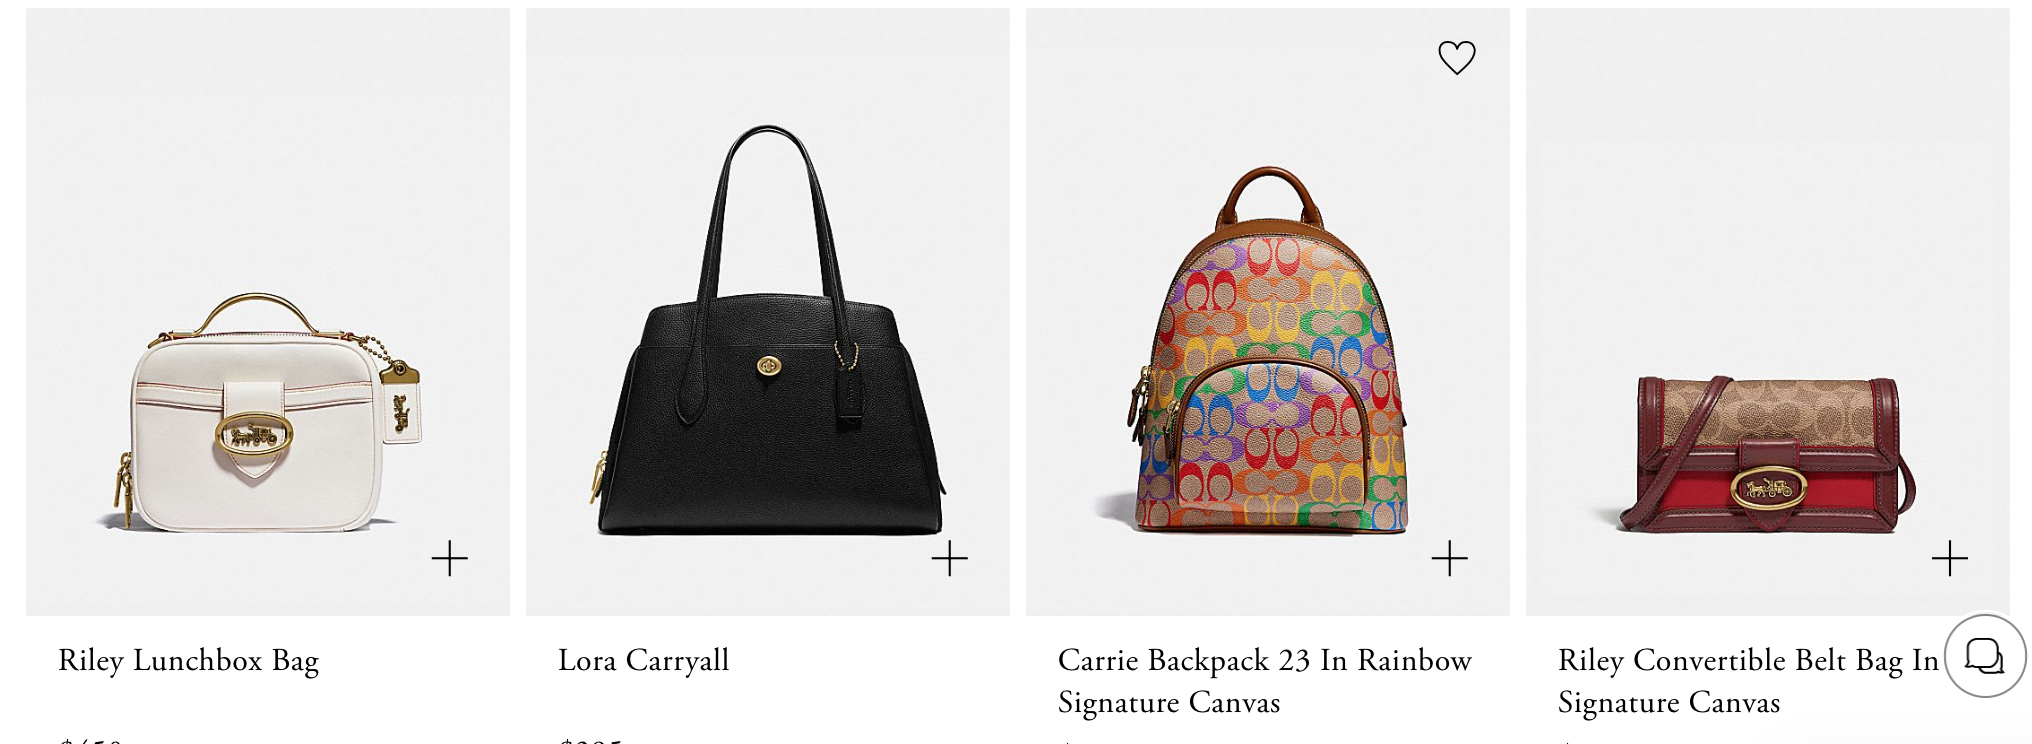 Riley Lunchbox Bag
Lora Carryall
Carrie Backpack 23 In Rainbow
Signature Canvas
Riley Convertible Belt Bag In
Signature Canvas